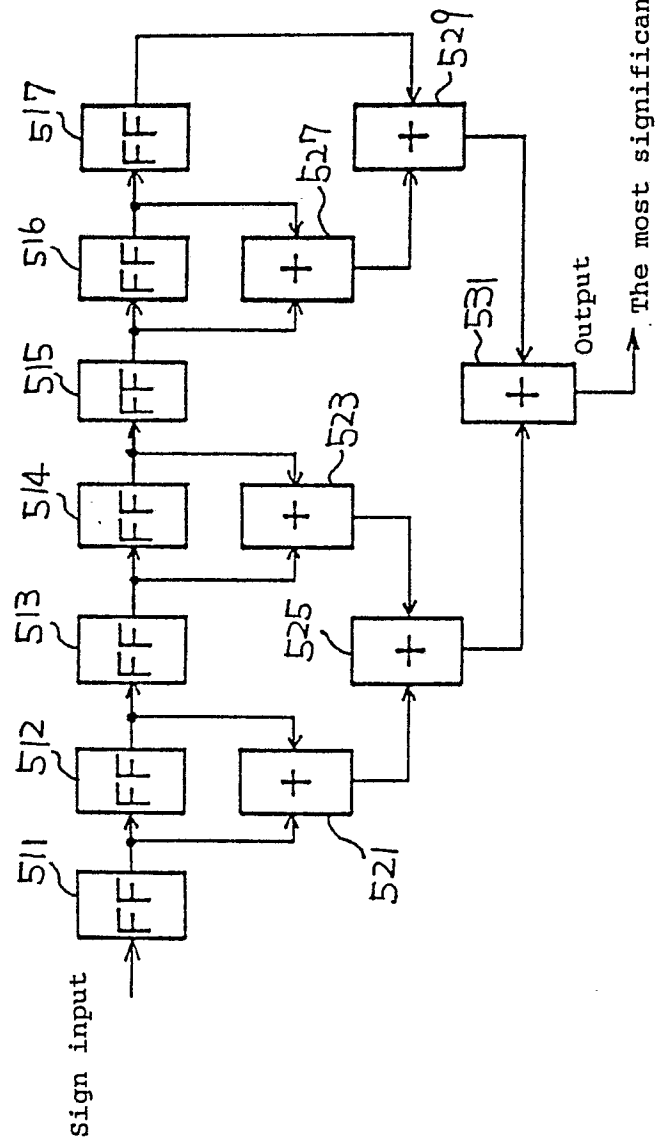 Sign input
511 512 513 514 515 516 517
FF FF FF FF FF FF FF
521 + + 523 + 527
525 + + 529
+ 531
Output
The most significan